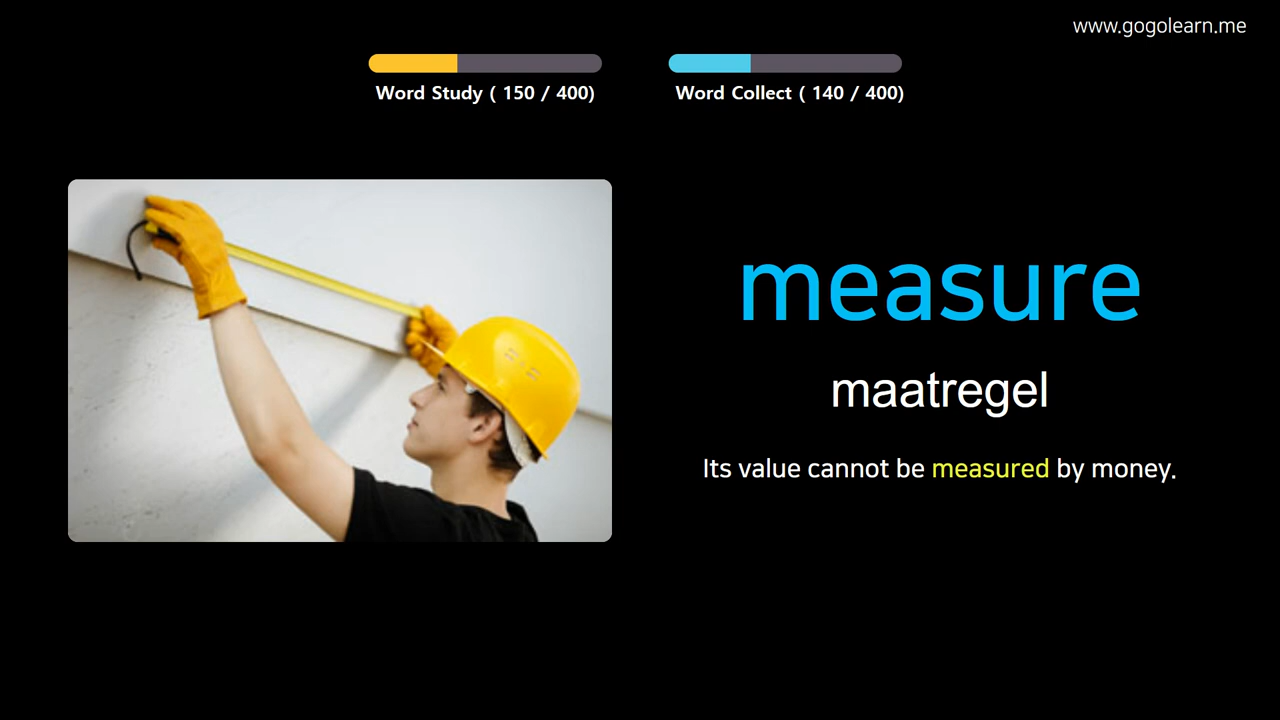 www.gogolearn.me
Word Study ( 150 / 400)
Word Collect ( 140 / 400)
measure
maatregel
Its value cannot be measured by money.